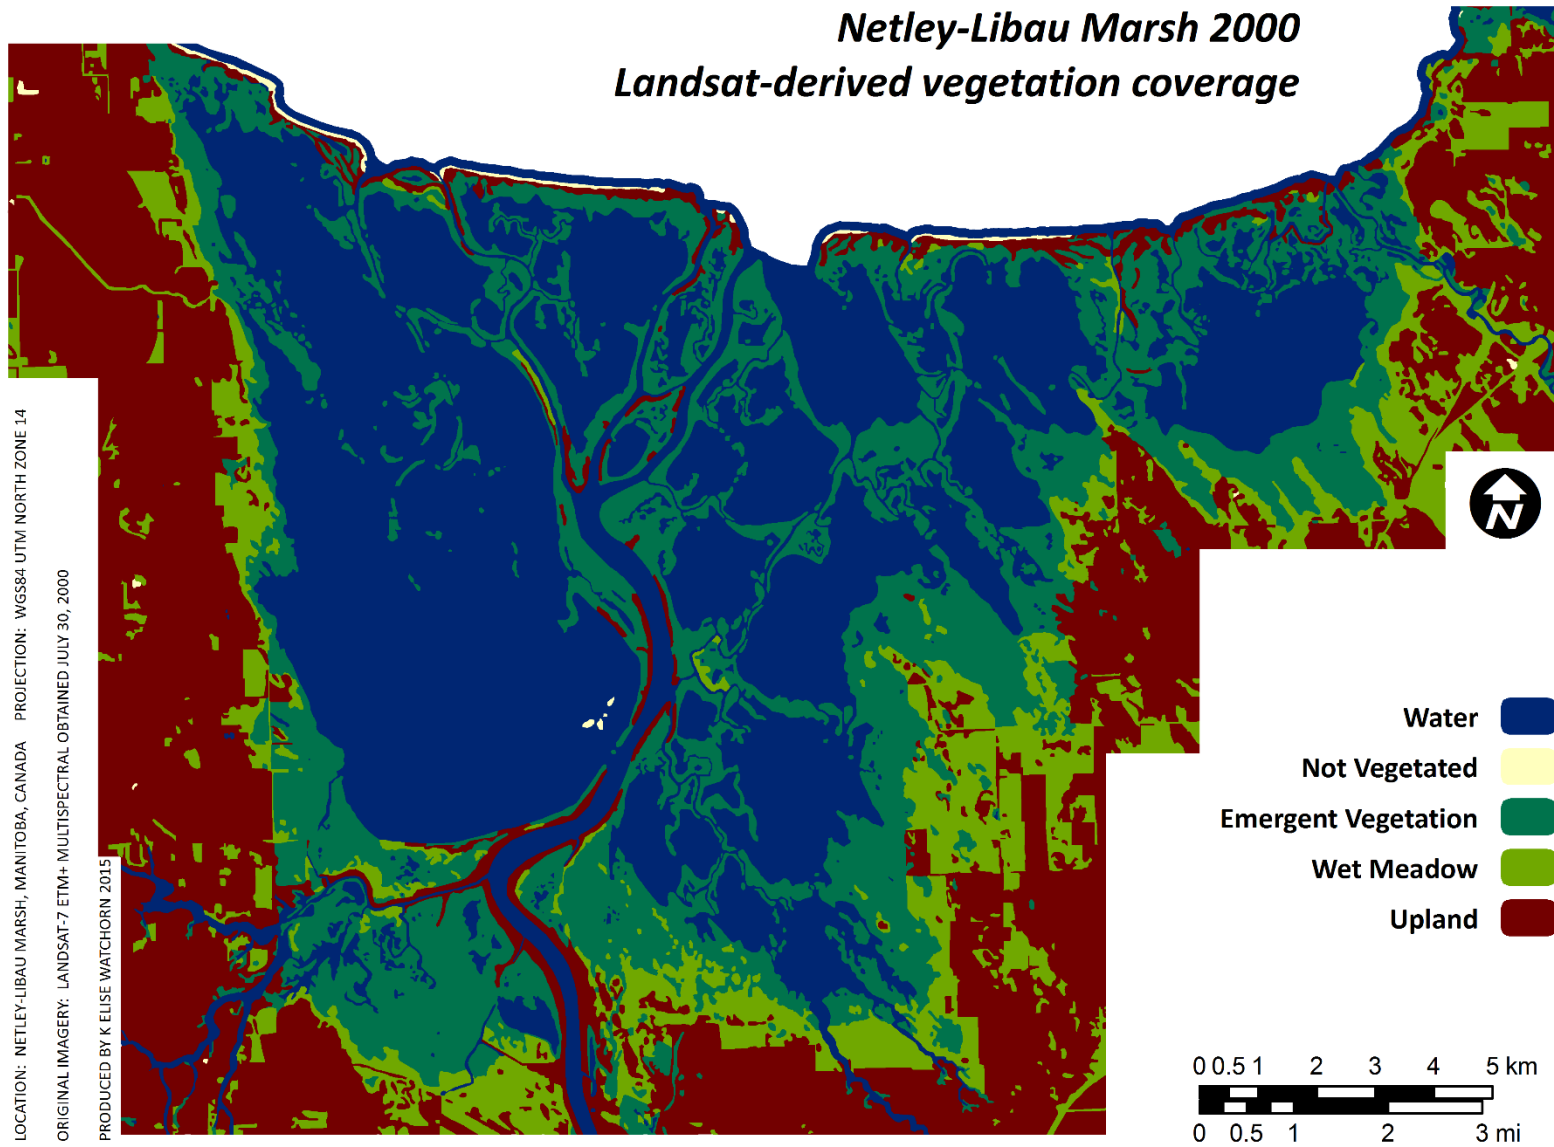 Netley-Libau Marsh 2000
Landsat-derived vegetation coverage
LOCATION: NETLEY-LIBAU MARSH, MANITOBA, CANADA PROJECTION: WGS84 UTM NORTH ZONE 14
ORIGINAL IMAGERY: LANDSAT-7 ETM+ MULTISPECTRAL OBTAINED JULY 30, 2000
PRODUCED BY K ELISE WATCHORN 2015
N
Water
Not Vegetated
Emergent Vegetation
Wet Meadow
Upland
0 0.5 1 2 3 4 5 km
0 0.5 1 2 3 mi